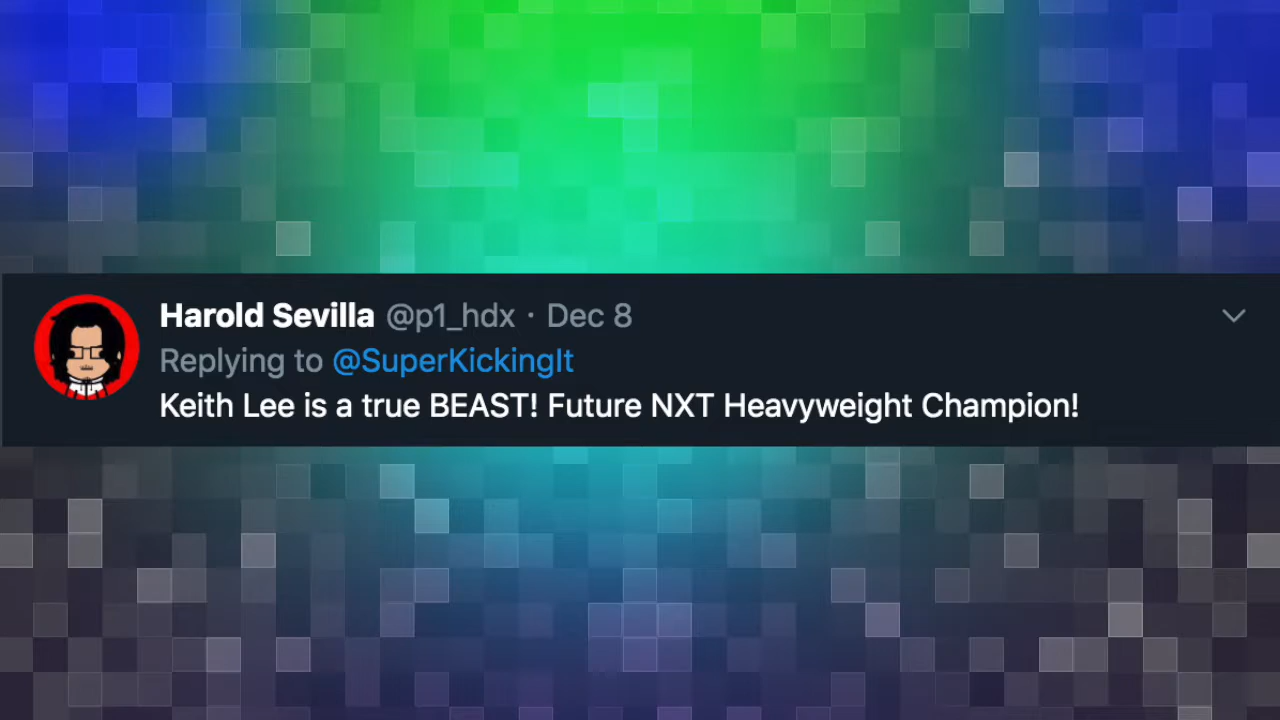 Harold Sevilla @p1_hdx · Dec 8
Replying to @SuperKickingIt
Keith Lee is a true BEAST! Future NXT Heavyweight Champion!